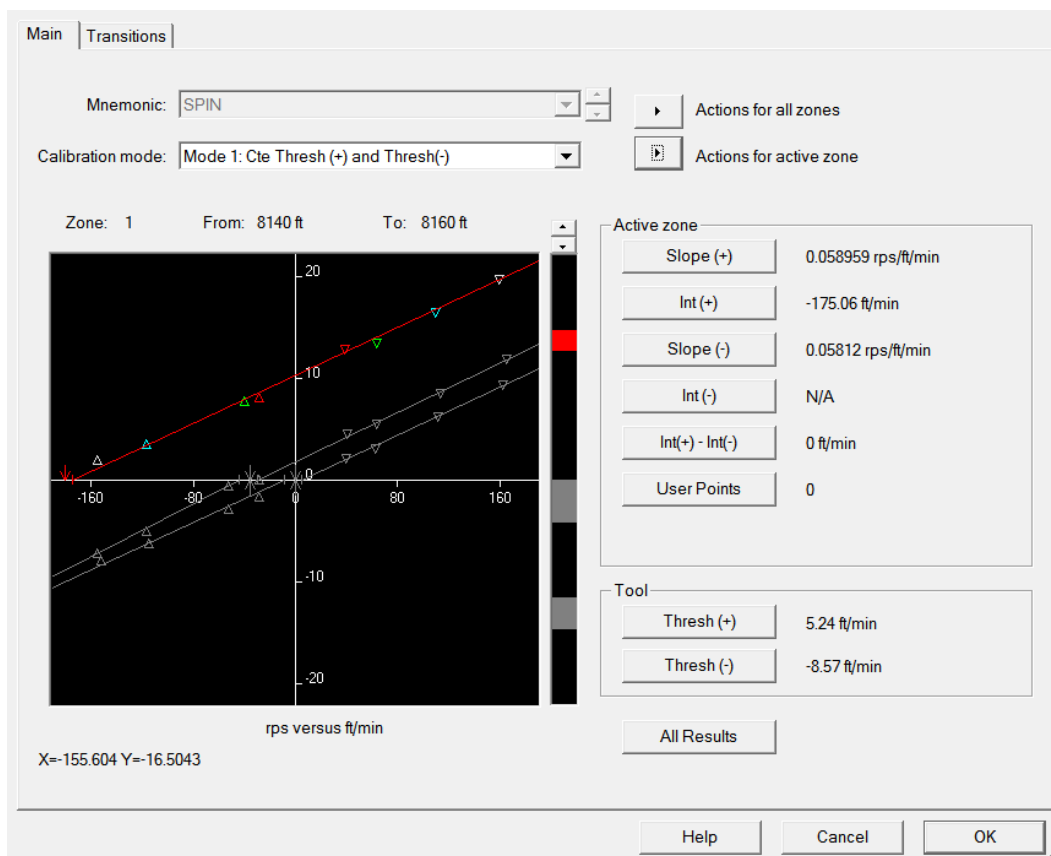 Main Transitions
Mnemonic: SPIN
Actions for all zones
Calibration mode: Mode 1: Cte Thresh (+) and Thresh(-)
Actions for active zone
Zone: 1 From: 8140 ft To: 8160 ft
20
10
0
-160 -80 0 80 160
-10
-20
rps versus ft/min
X=-155.604 Y=-16.5043
Active zone
Slope (+) 0.058959 rps/ft/min
Int (+) -175.06 ft/min
Slope (-) 0.05812 rps/ft/min
Int (-) N/A
Int(+) - Int(-) 0 ft/min
User Points 0
Tool
Thresh (+) 5.24 ft/min
Thresh (-) -8.57 ft/min
All Results
Help Cancel OK